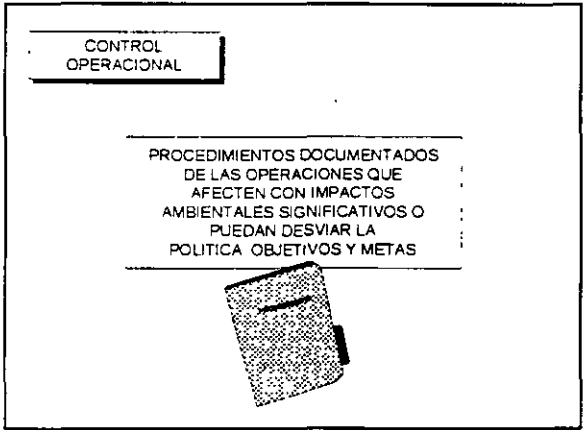 CONTROL
OPERACIONAL
PROCEDIMIENTOS DOCUMENTADOS
DE LAS OPERACIONES QUE
AFECTEN CON IMPACTOS
AMBIENTALES SIGNIFICATIVOS O
PUEDAN DESVIAR LA
POLITICA OBJETIVOS Y METAS